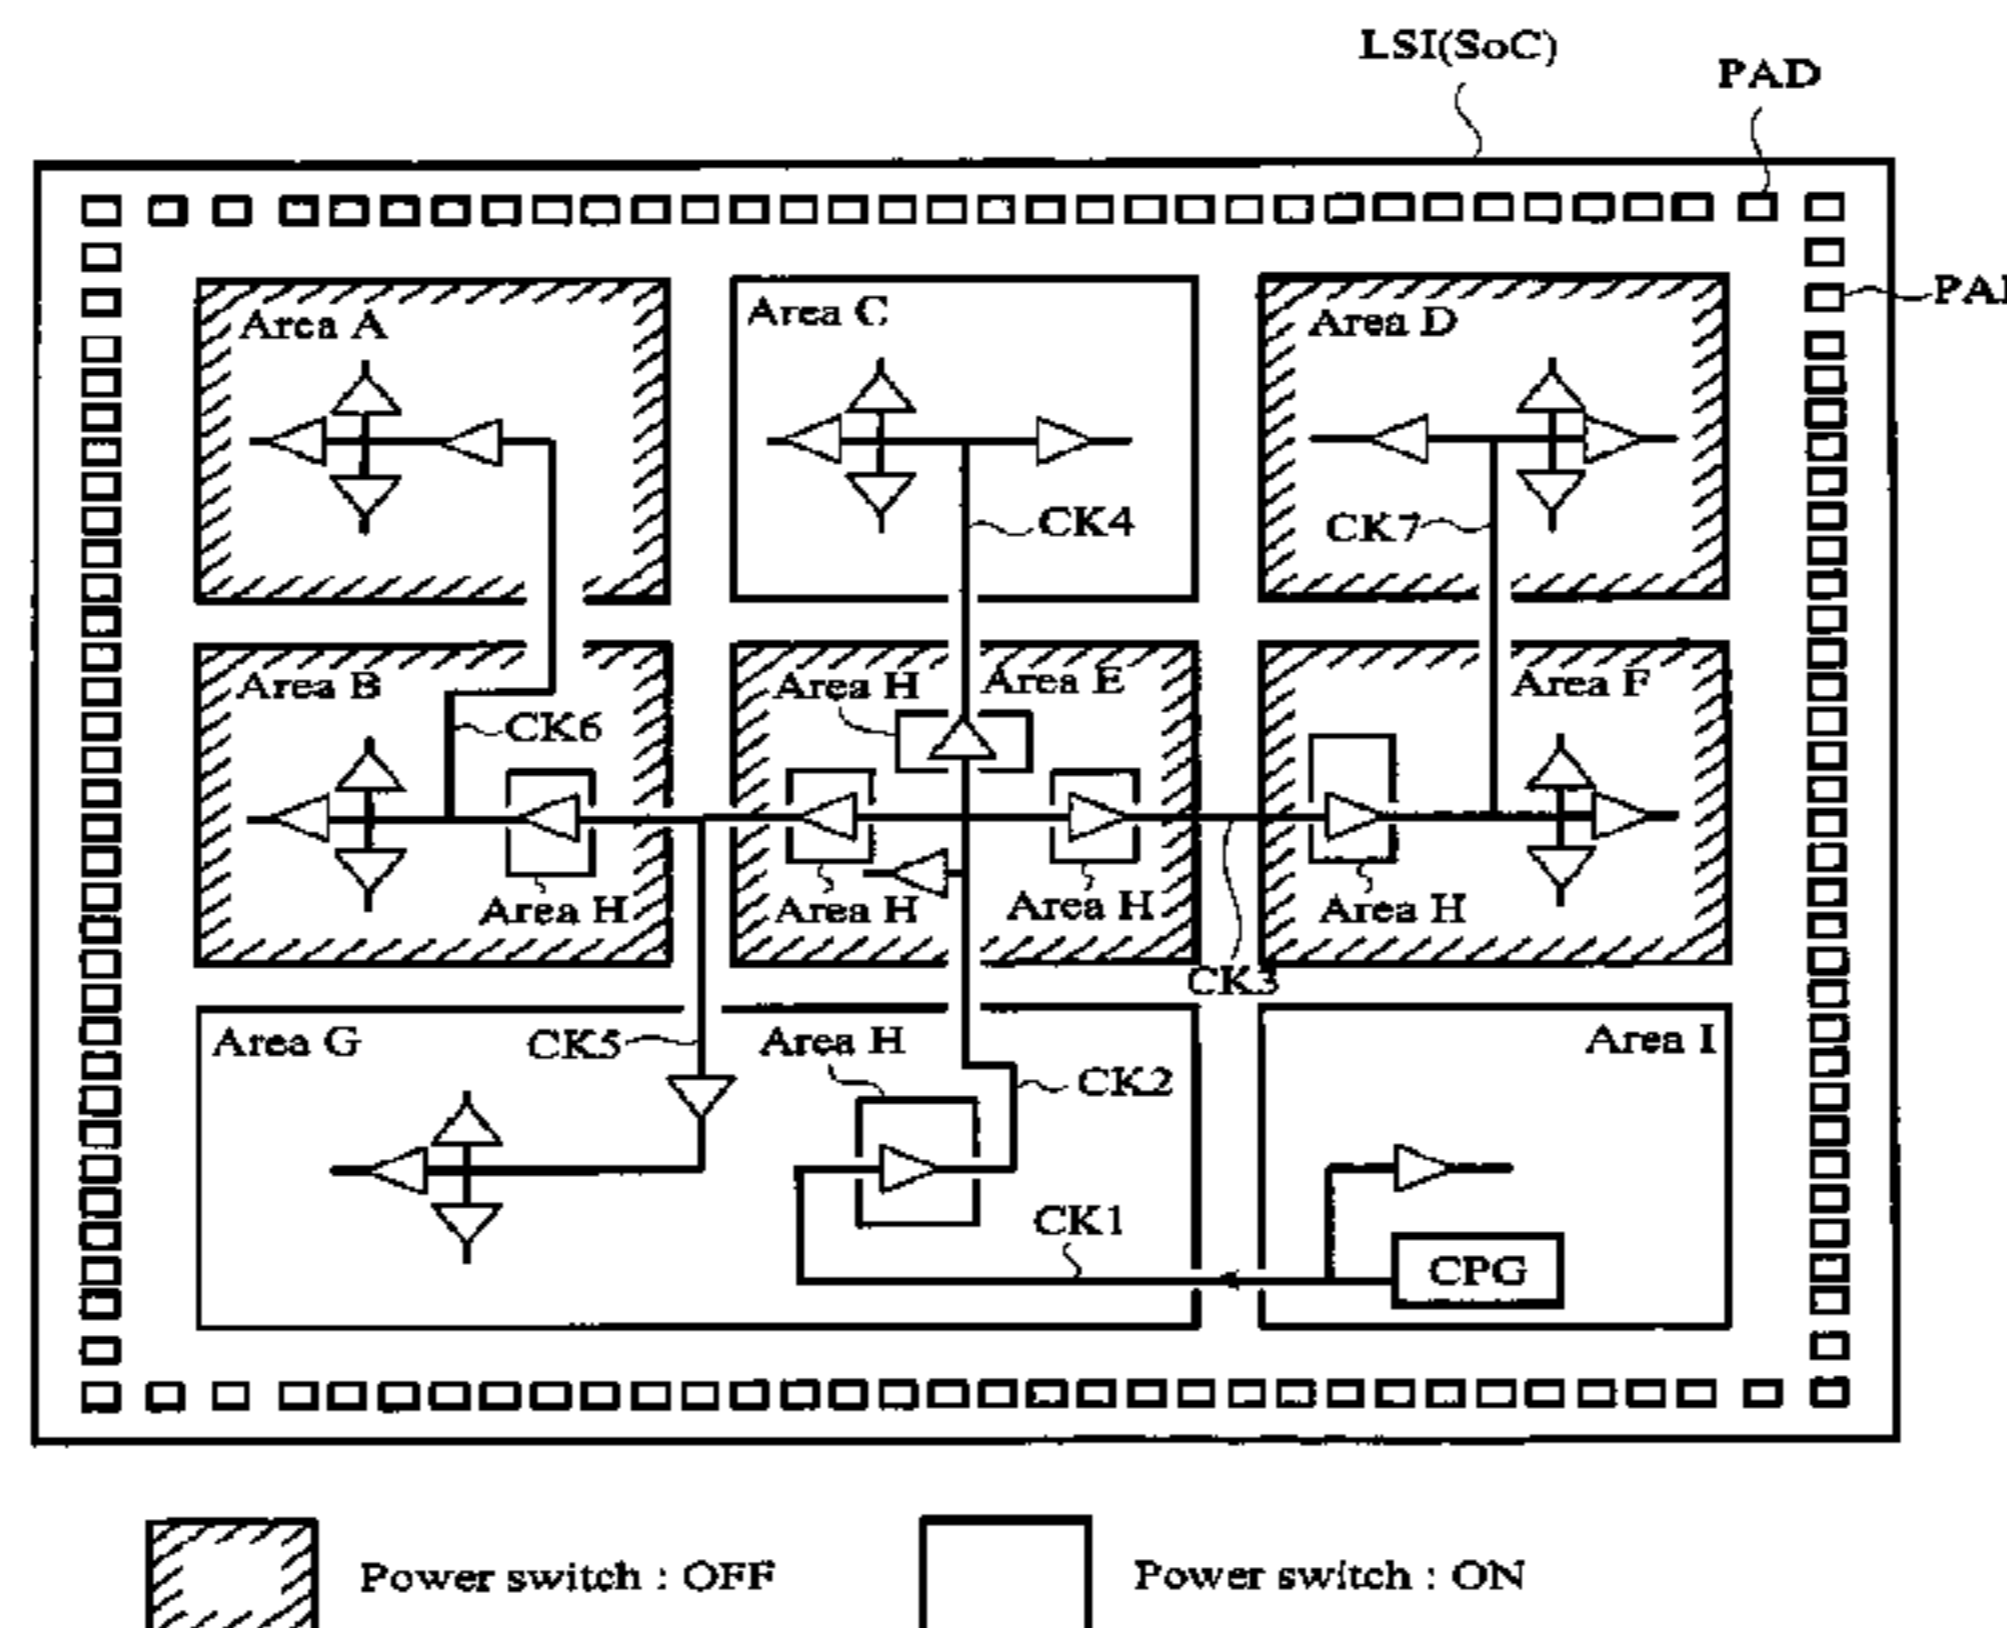 LSI(SoC)
PAD
PAD
Area A
Area C
Area D
CK4
CK7
Area B
Area H
Area E
Area F
CK6
Area H
Area H
Area H
Area H
CK3
Area G
CK5
Area H
CK2
Area I
CK1
CPG
Power switch : OFF
Power switch : ON